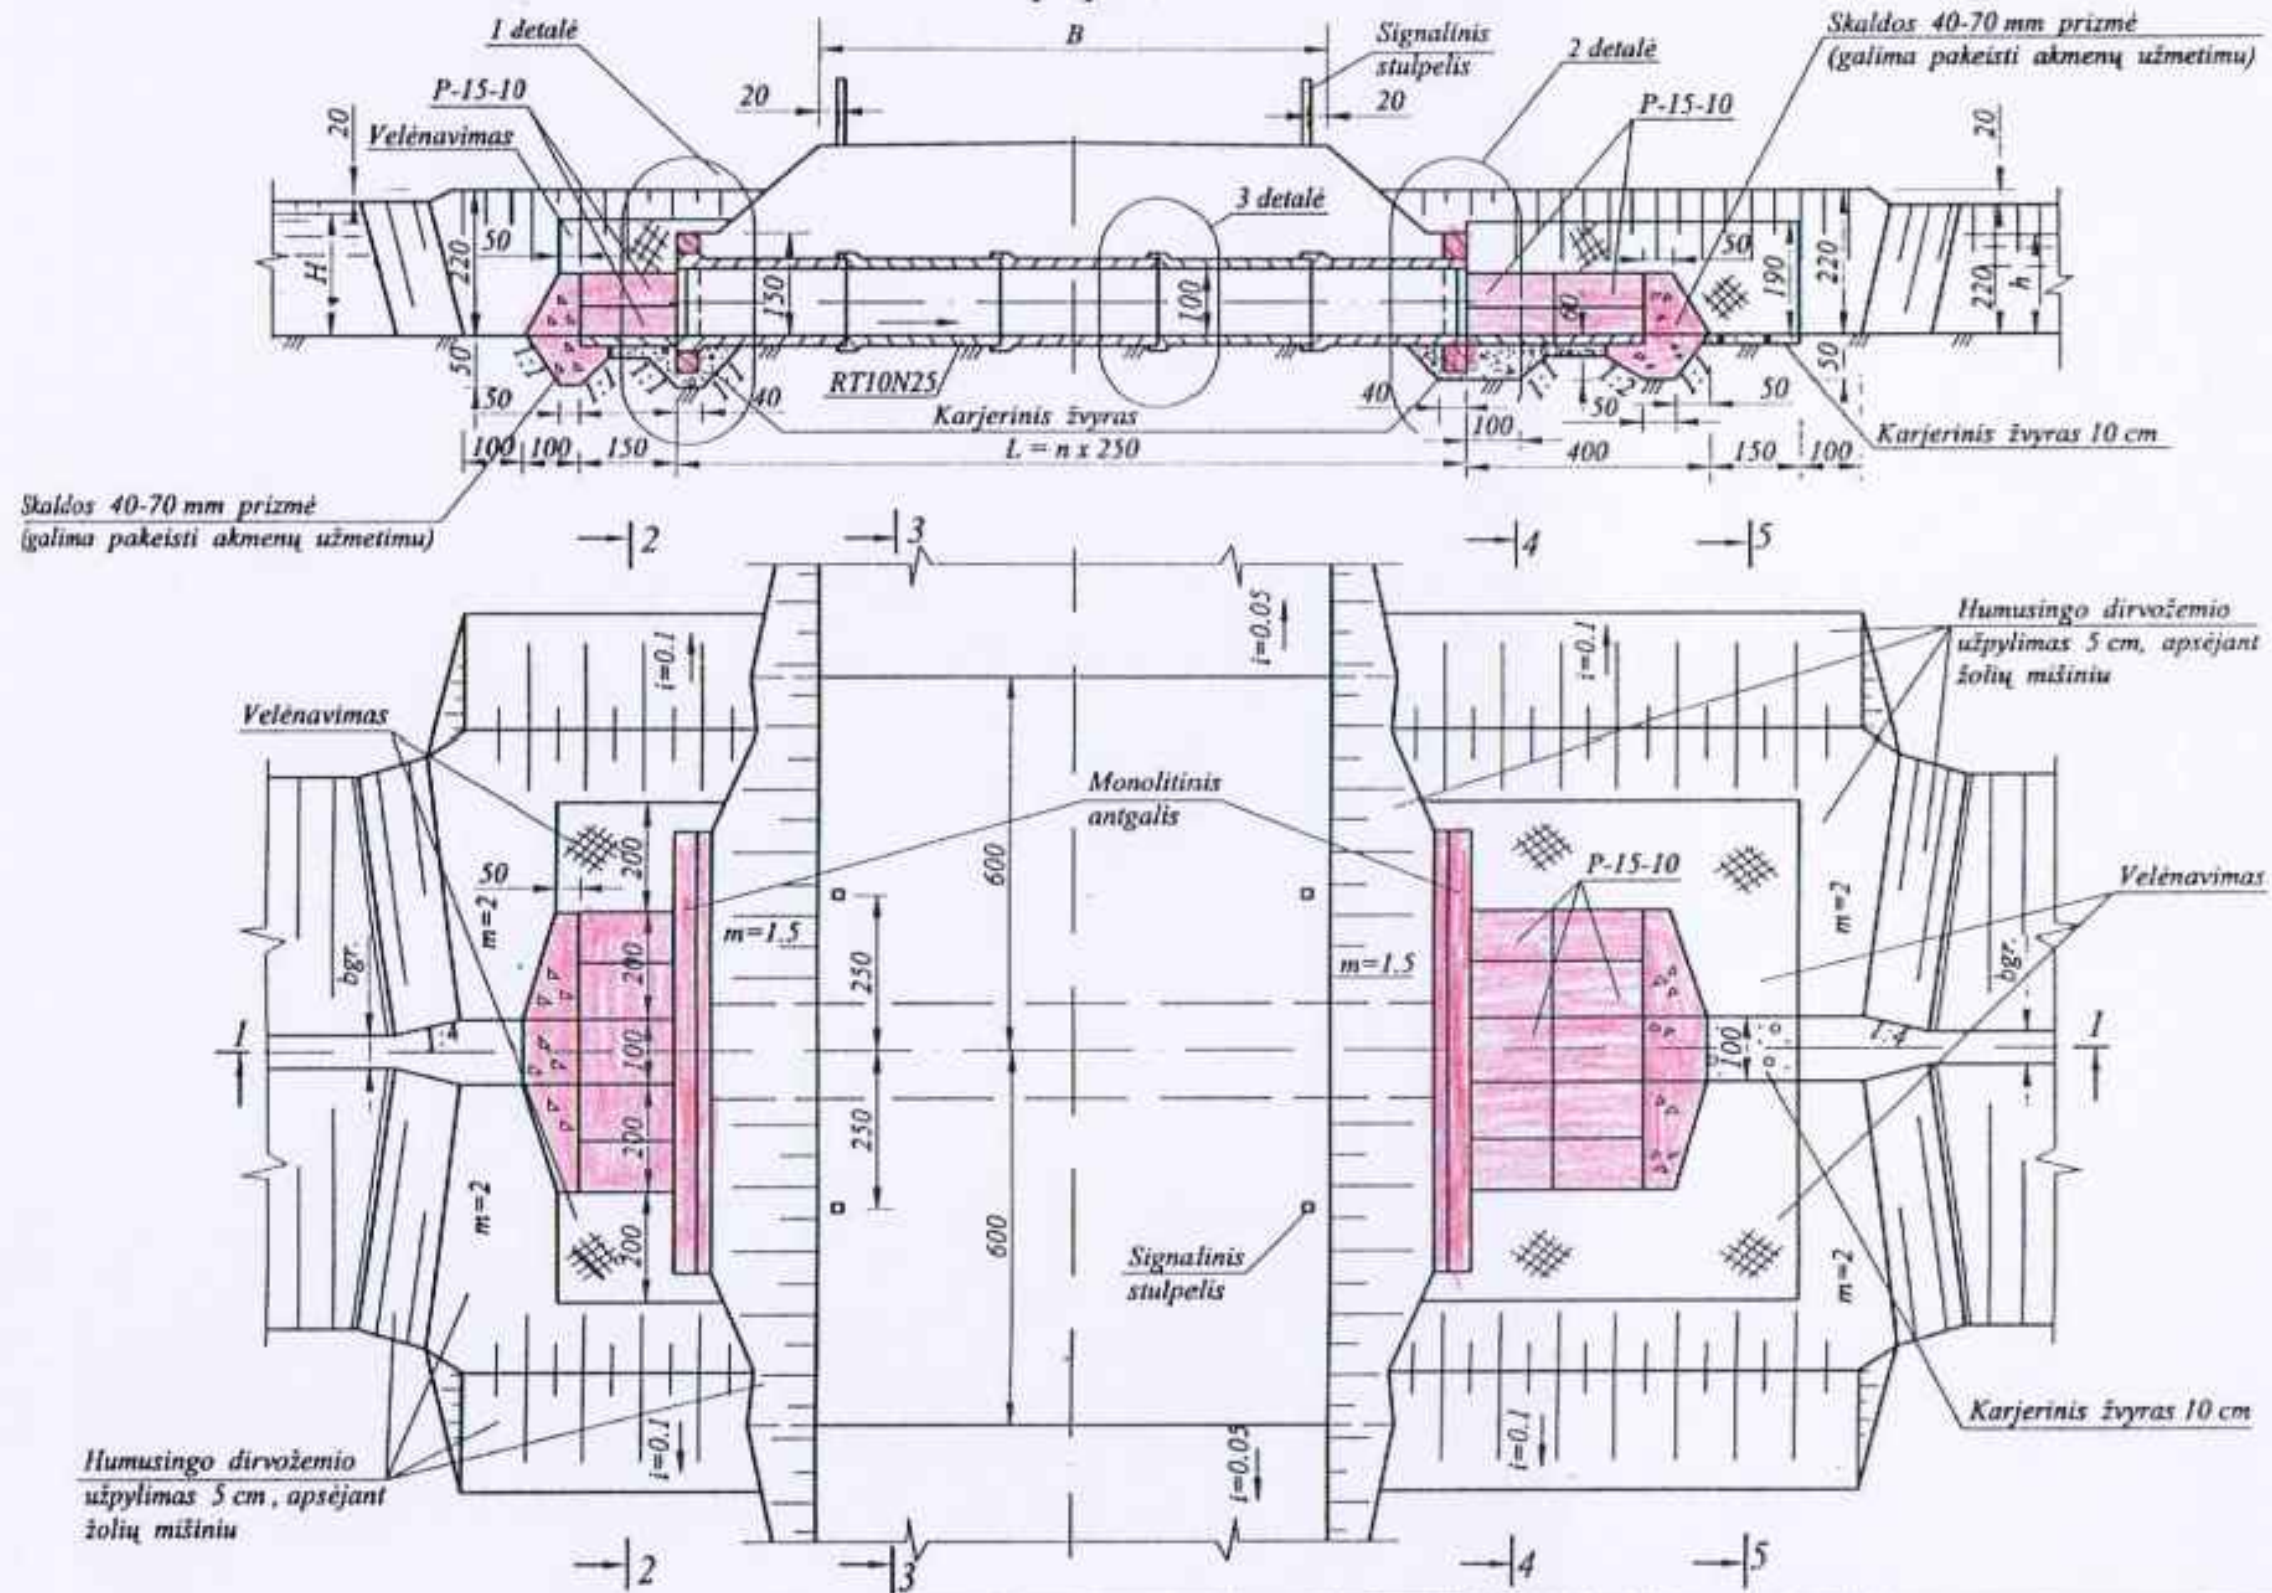 1 detalė
B
Signalinis
stulpelis
2 detalė
Skaldos 40-70 mm prizmė
(galima pakeisti akmenų užmetimu)
P-15-10
20
20
P-15-10
20
Velėnavimas
20
3 detalė
50
50
H
220
150
100
60
190
220
220
h
50
1:1
1:1
1:1
1:1
RT10N25
1:1
1:2
1:1
50
50
40
Karjerinis žvyras
40
100
50
50
Karjerinis žvyras 10 cm
100
100
150
L = n x 250
400
150
100
Skaldos 40-70 mm prizmė
(galima pakeisti akmenų užmetimu)
2
3
4
5
i=0.1
i=0.05
i=0.1
Humusingo dirvožemio
užpylimas 5 cm, apsėjant
žolių mišiniu
Velėnavimas
Monolitinis
antgalis
200
600
P-15-10
Velėnavimas
50
m=2
m=1.5
m=1.5
m=2
bgr.
200
250
bgr.
1
1:4
100
100
1:4
1
200
250
m=2
200
600
Signalinis
stulpelis
m=2
Karjerinis žvyras 10 cm
i=0.1
i=0.05
i=0.1
Humusingo dirvožemio
užpylimas 5 cm, apsėjant
žolių mišiniu
2
3
4
5